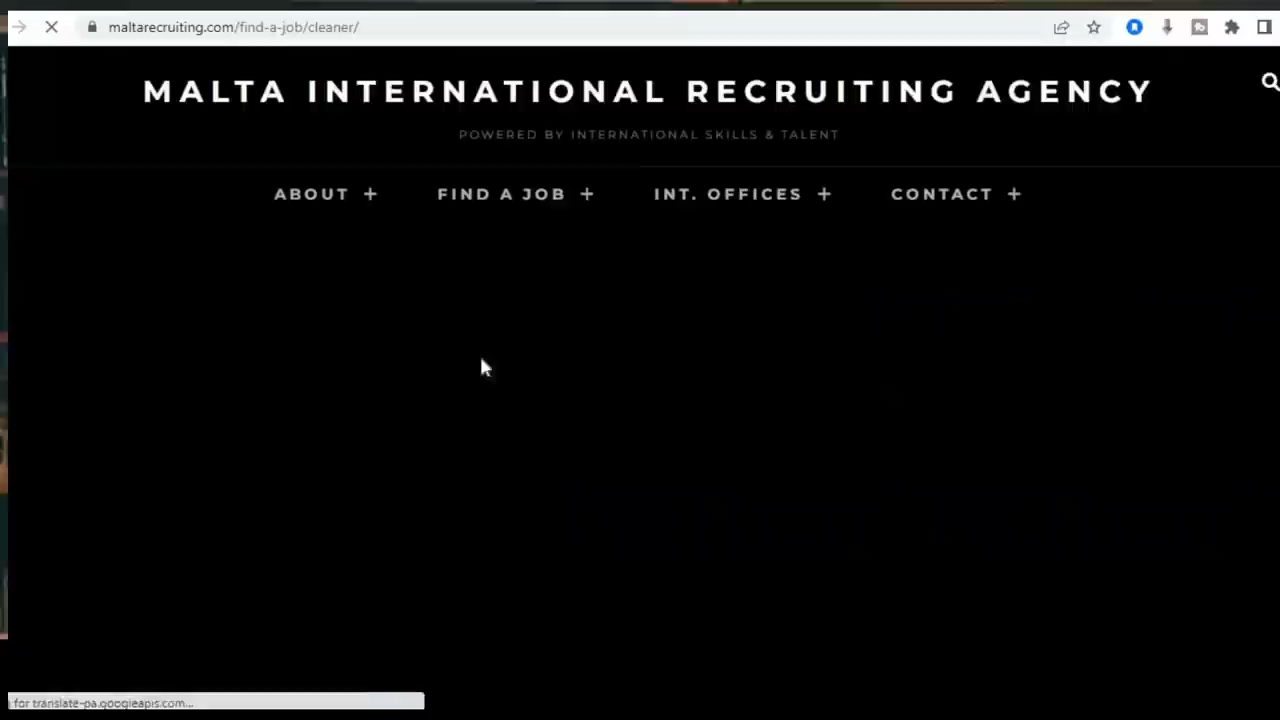 maltarecruiting.com/find-a-job/cleaner/
MALTA INTERNATIONAL RECRUITING AGENCY
POWERED BY INTERNATIONAL SKILLS & TALENT
ABOUT + FIND A JOB + INT. OFFICES + CONTACT +
for translate-pa.googleapis.com...